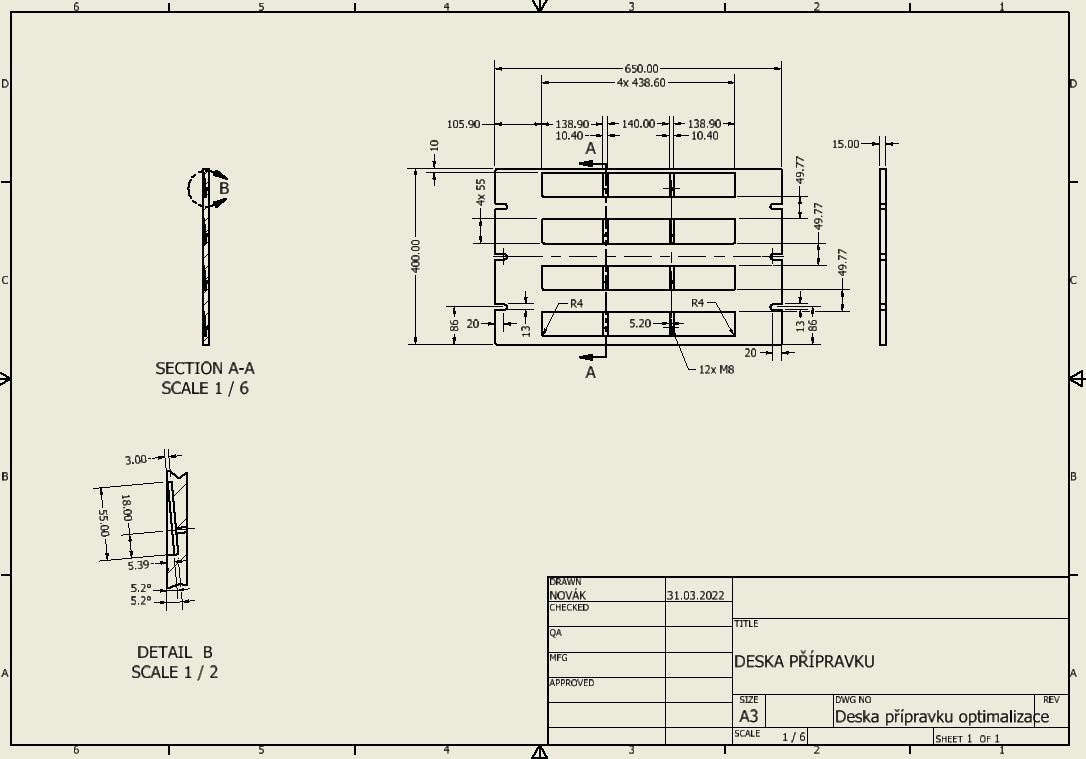 6 5 3 2 1
D D
650.00
4x 438.60
105.90 138.90 140.00 138.90
10.40 10.40
15.00
10
A
49.77
B
4x 55
49.77
400.00
49.77
C C
R4 R4
86 20 13 5.20 13 86
20
12x M8
A
SECTION A-A
SCALE 1 / 6
3.00
B B
55.00
18.00
5.39
5.2°
5.2°
DETAIL B
SCALE 1 / 2
A A
DRAWN
NOVÁK 31.03.2022
CHECKED
QA
MFG
APPROVED
TITLE
DESKA PŘÍPRAVKU
SIZE
A3
DWG NO
Deska přípravku optimalizace
REV
SCALE 1 / 6
SHEET 1 OF 1
6 5 3 2 1